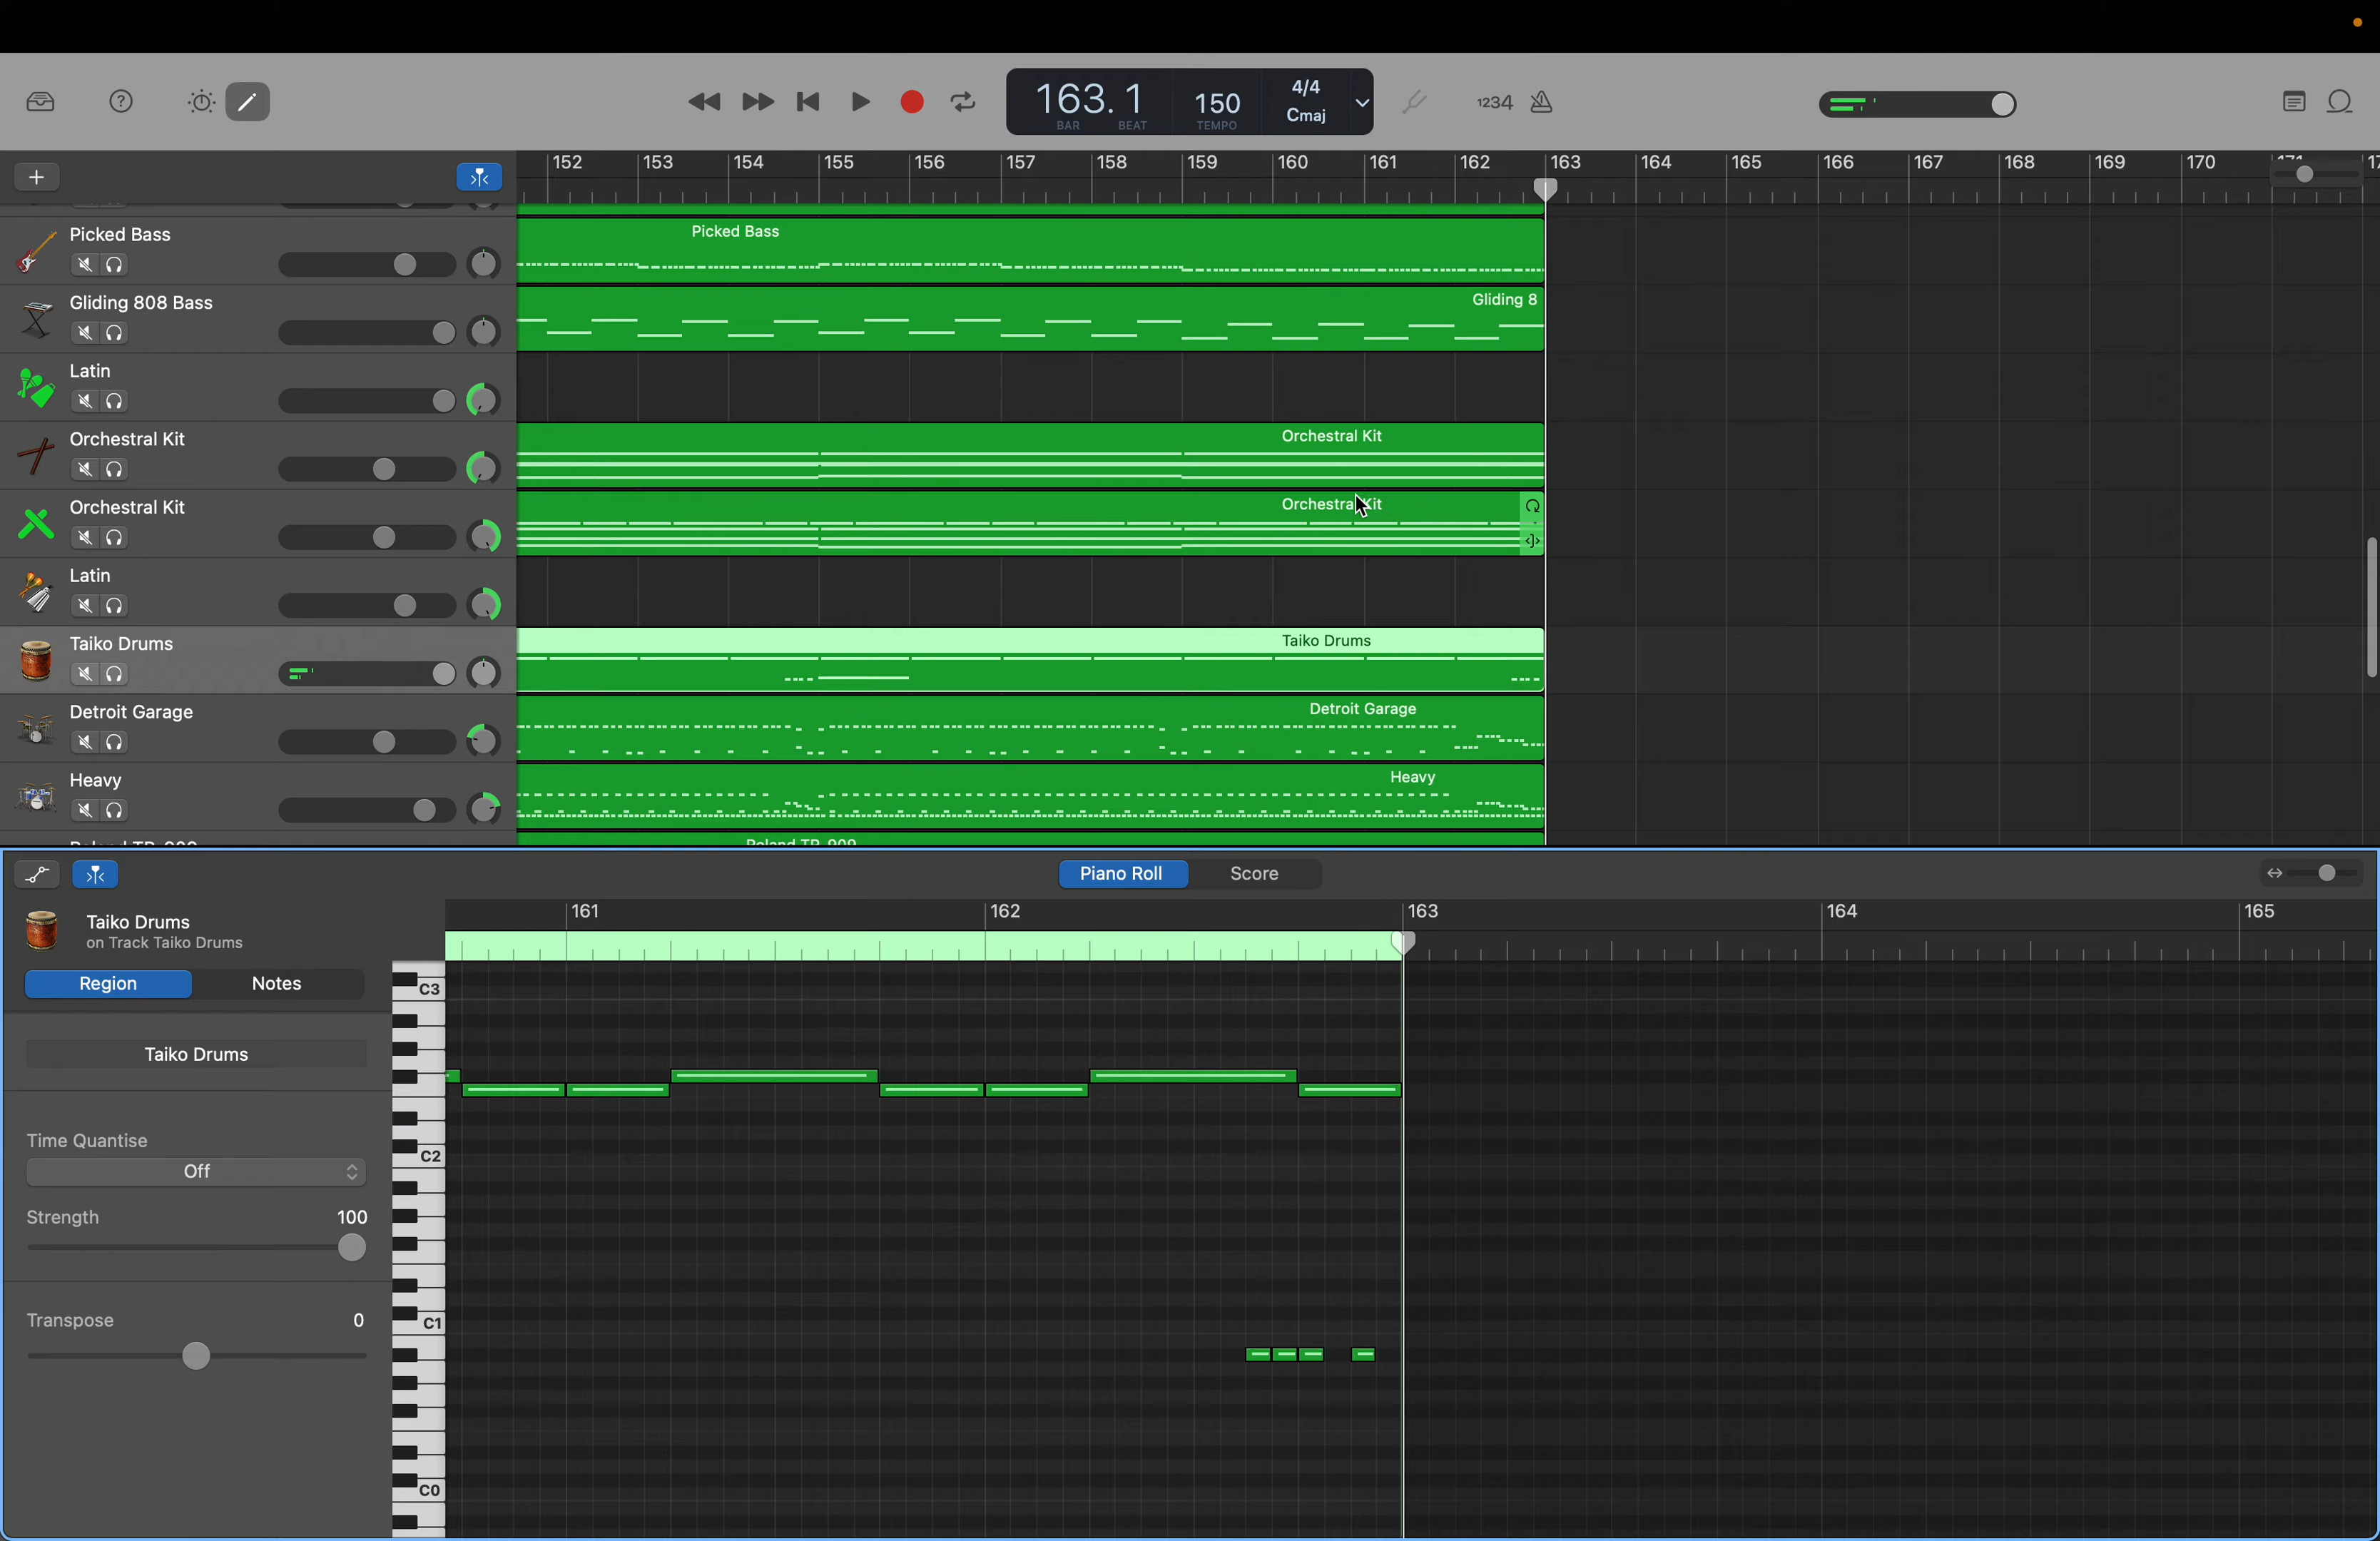 163. 1
BAR BEAT
150
TEMPO
4/4
Cmaj
1234
152 153 154 155 156 157 158 159 160 161 162 163 164 165 166 167 168 169 170
Picked Bass
Picked Bass
Gliding 808 Bass
Gliding 8
Latin
Orchestral Kit
Orchestral Kit
Orchestral Kit
Orchestral Kit
Latin
Taiko Drums
Taiko Drums
Detroit Garage
Detroit Garage
Heavy
Heavy
Piano Roll Score
161 162 163 164 165
Taiko Drums
on Track Taiko Drums
Region Notes
Taiko Drums
Time Quantise
Off
Strength 100
Transpose 0
C3
C2
C1
C0